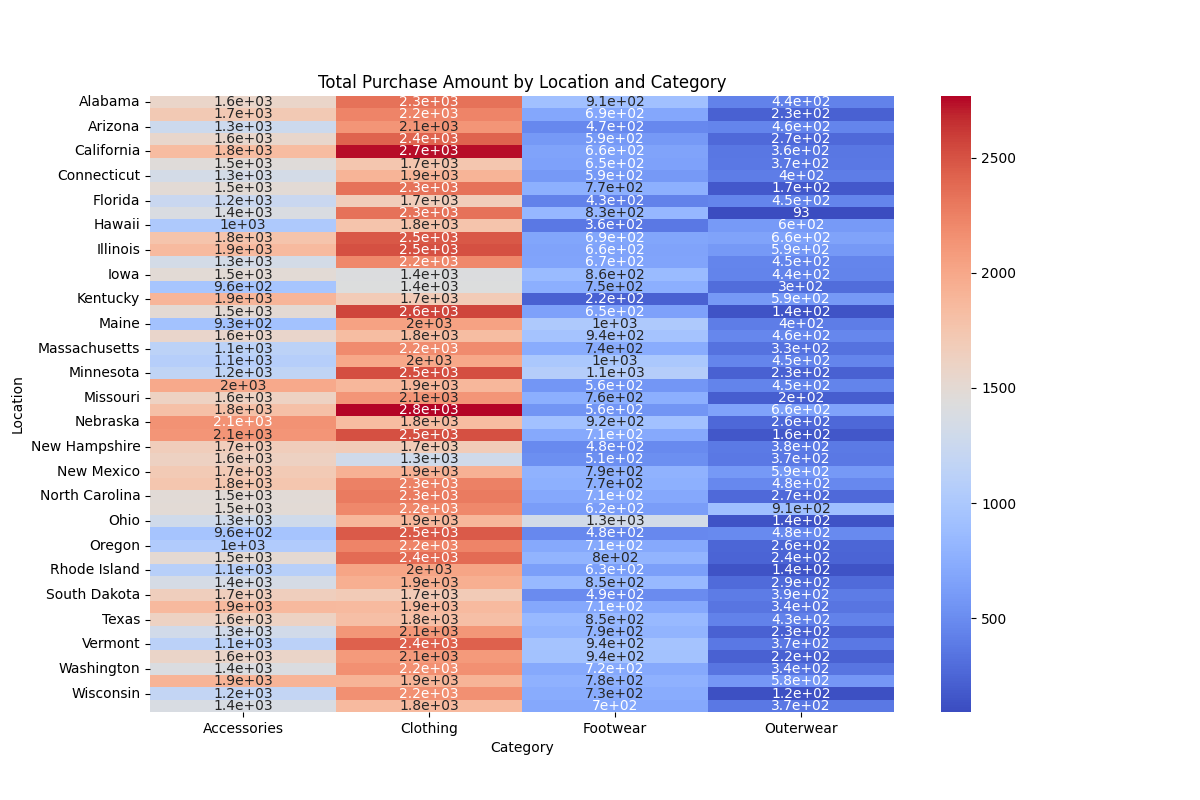 Total Purchase Amount by Location and Category
Alabama 1.6e+03 2.3e+03 9.1e+02 4.4e+02
1.7e+03 2.2e+03 6.9e+02 2.3e+02
Arizona 1.3e+03 2.1e+03 4.7e+02 4.6e+02
1.6e+03 2.4e+03 5.9e+02 2.7e+02
California 1.8e+03 2.7e+03 6.6e+02 3.6e+02
1.5e+03 1.7e+03 6.5e+02 3.7e+02
Connecticut 1.3e+03 1.9e+03 5.9e+02 4e+02
1.5e+03 2.3e+03 7.7e+02 1.7e+02
Florida 1.2e+03 1.7e+03 4.3e+02 4.5e+02
1.4e+03 2.3e+03 8.3e+02 93
Hawaii 1e+03 1.8e+03 3.6e+02 6e+02
1.8e+03 2.5e+03 6.9e+02 6.6e+02
Illinois 1.9e+03 2.5e+03 6.6e+02 5.9e+02
1.3e+03 2.2e+03 6.7e+02 4.5e+02
Iowa 1.5e+03 1.4e+03 8.6e+02 4.4e+02
9.6e+02 1.4e+03 7.5e+02 3e+02
Kentucky 1.9e+03 1.7e+03 2.2e+02 5.9e+02
1.5e+03 2.6e+03 6.5e+02 1.4e+02
Maine 9.3e+02 2e+03 1e+03 4e+02
1.6e+03 1.8e+03 9.4e+02 4.6e+02
Massachusetts 1.1e+03 2.2e+03 7.4e+02 3.3e+02
1.1e+03 2e+03 1e+03 4.5e+02
Minnesota 1.2e+03 2.5e+03 1.1e+03 2.3e+02
2e+03 1.9e+03 5.6e+02 4.5e+02
Missouri 1.6e+03 2.1e+03 7.6e+02 2e+02
1.8e+03 2.8e+03 5.6e+02 6.6e+02
Nebraska 2.1e+03 1.8e+03 9.2e+02 2.6e+02
2.1e+03 2.5e+03 7.1e+02 1.6e+02
New Hampshire 1.7e+03 1.7e+03 4.8e+02 3.8e+02
1.6e+03 1.3e+03 5.1e+02 3.7e+02
New Mexico 1.7e+03 1.9e+03 7.9e+02 5.9e+02
1.8e+03 2.3e+03 7.7e+02 4.8e+02
North Carolina 1.5e+03 2.3e+03 7.1e+02 2.7e+02
1.5e+03 2.2e+03 6.2e+02 9.1e+02
Ohio 1.3e+03 1.9e+03 1.3e+03 1.4e+02
9.6e+02 2.5e+03 4.8e+02 4.8e+02
Oregon 1e+03 2.2e+03 7.1e+02 2.6e+02
1.5e+03 2.4e+03 8e+02 2.4e+02
Rhode Island 1.1e+03 2e+03 6.3e+02 1.4e+02
1.4e+03 1.9e+03 8.5e+02 2.9e+02
South Dakota 1.7e+03 1.7e+03 4.9e+02 3.9e+02
1.9e+03 1.9e+03 7.1e+02 3.4e+02
Texas 1.6e+03 1.8e+03 8.5e+02 4.3e+02
1.3e+03 2.1e+03 7.9e+02 2.3e+02
Vermont 1.1e+03 2.4e+03 9.4e+02 3.7e+02
1.6e+03 2.1e+03 9.4e+02 2.2e+02
Washington 1.4e+03 2.2e+03 7.2e+02 3.4e+02
1.9e+03 1.9e+03 7.8e+02 5.8e+02
Wisconsin 1.2e+03 2.2e+03 7.3e+02 1.2e+02
1.4e+03 1.8e+03 7e+02 3.7e+02
Accessories Clothing Footwear Outerwear
Category
Location
2500
2000
1500
1000
500